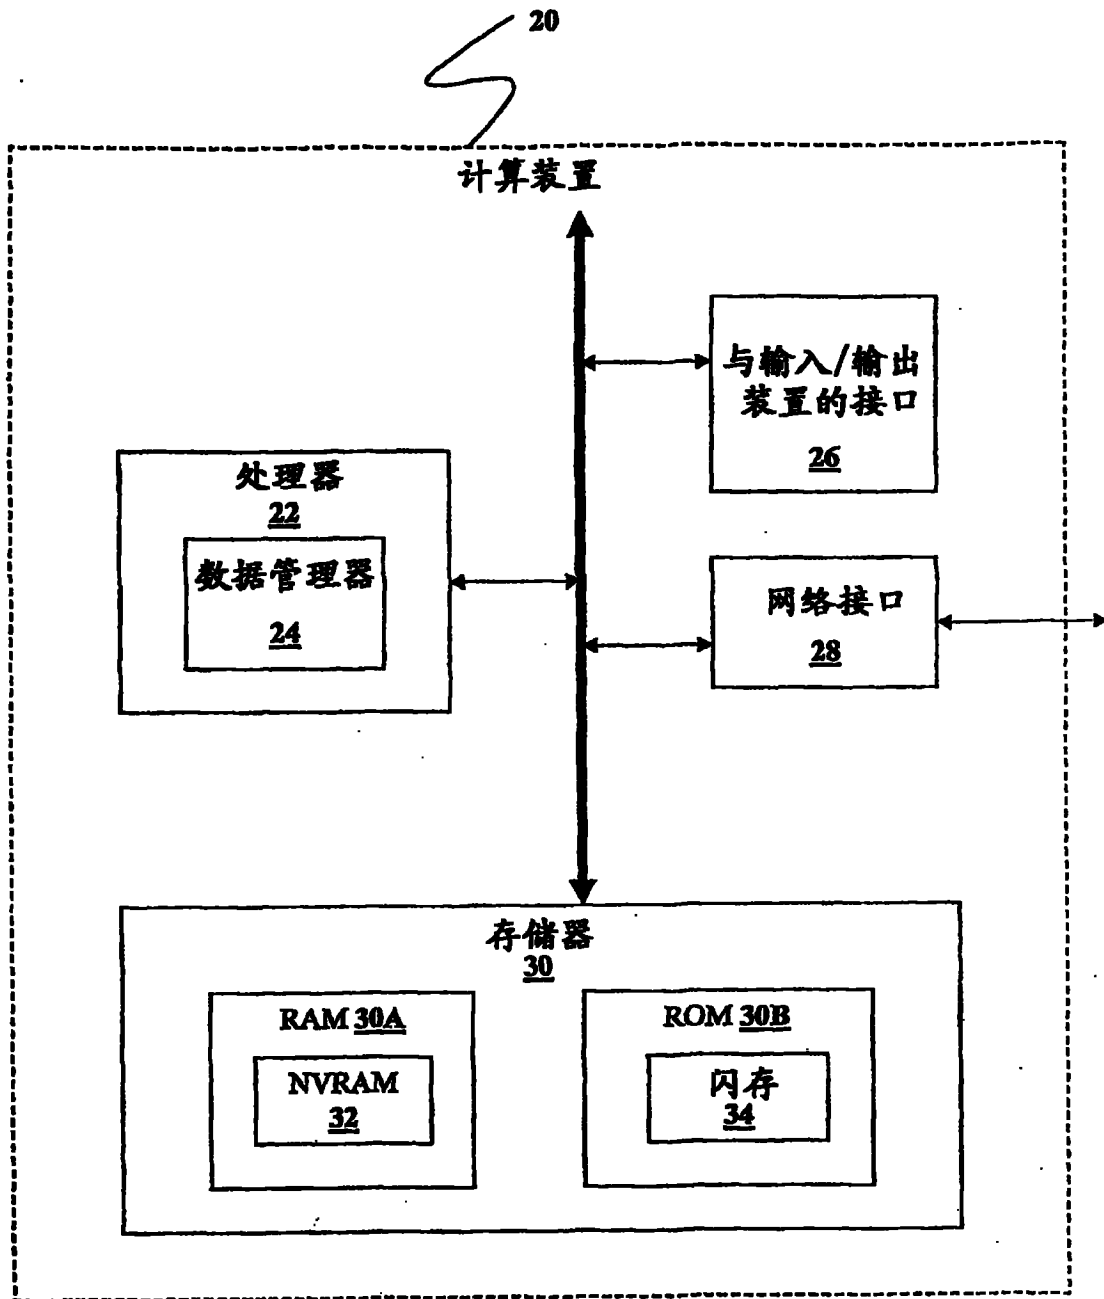 20
计算装置
与输入/输出
装置的接口
26
处理器
22
数据管理器
24
网络接口
28
存储器
30
RAM 30A
NVRAM
32
ROM 30B
闪存
34